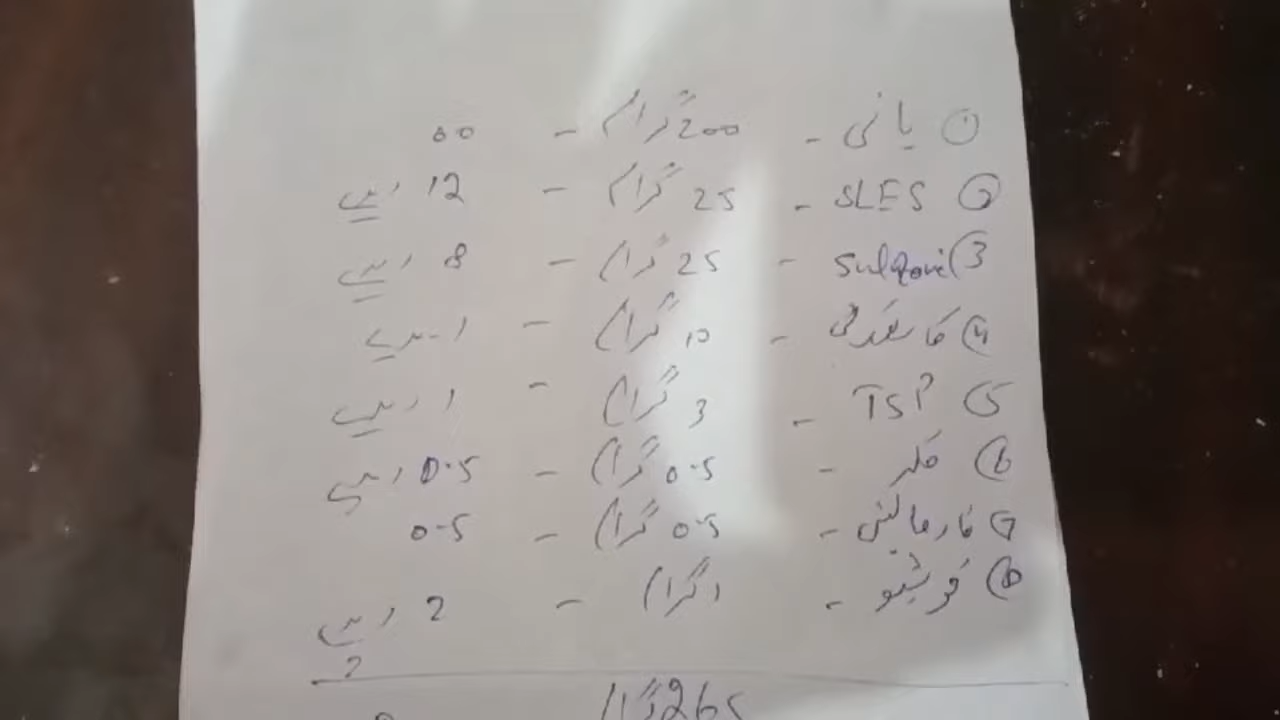 ① پانی - 200 گرام - 00
② SLES - 25 گرام - 12 روپے
③ Sulfonic - 25 گرام - 8 روپے
④ - 10 گرام - 1 روپے
⑤ TSP - 3 گرام - 1 روپے
⑥ کلر - 0.5 گرام - 0.5 روپے
⑦ فارمالین - 0.5 گرام - 0.5
⑧ خوشبو - 1 گرام - 2 روپے
265 گرام